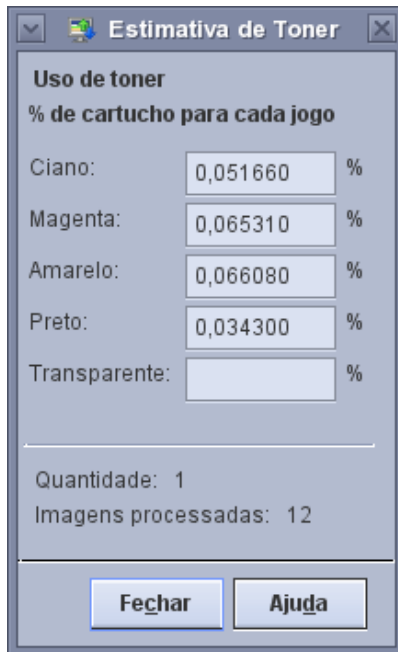 Estimativa de Toner
Uso de toner
% de cartucho para cada jogo
Ciano: 0,051660 %
Magenta: 0,065310 %
Amarelo: 0,066080 %
Preto: 0,034300 %
Transparente: %
Quantidade: 1
Imagens processadas: 12
Fechar Ajuda